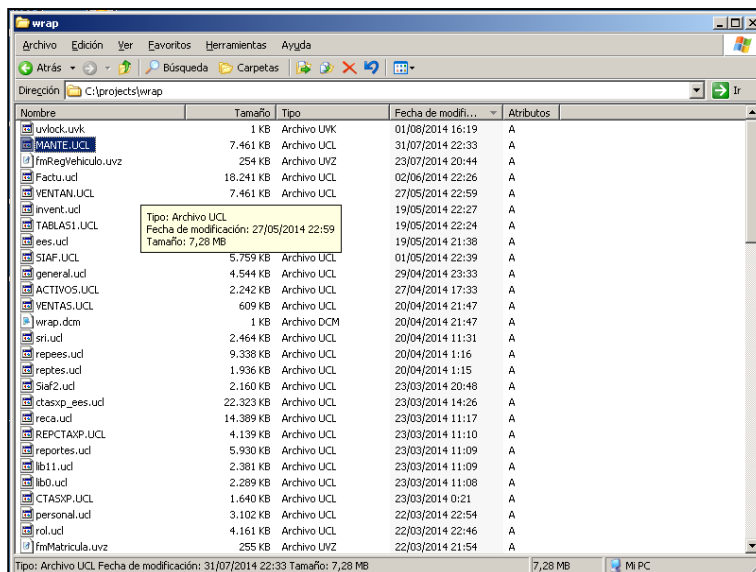 wrap
Archivo Edición Ver Favoritos Herramientas Ayuda
Atrás Búsqueda Carpetas
Dirección C:\projects\wrap Ir
Nombre Tamaño Tipo Fecha de modifi... Atributos
uvlock.uvk 1 KB Archivo UVK 01/08/2014 16:19 A
MANTE.UCL 7.461 KB Archivo UCL 31/07/2014 22:33 A
fmRegVehiculo.uvz 254 KB Archivo UVZ 23/07/2014 20:44 A
Factu.ucl 18.241 KB Archivo UCL 02/06/2014 22:26 A
VENTAN.UCL 7.461 KB Archivo UCL 27/05/2014 22:59 A
invent.ucl 19/05/2014 22:27 A
TABLAS1.UCL 19/05/2014 22:24 A
ees.ucl 19/05/2014 21:38 A
Tipo: Archivo UCL
Fecha de modificación: 27/05/2014 22:59
Tamaño: 7,28 MB
SIAF.UCL 5.759 KB Archivo UCL 01/05/2014 22:39 A
general.ucl 4.544 KB Archivo UCL 29/04/2014 23:33 A
ACTIVOS.UCL 2.242 KB Archivo UCL 27/04/2014 17:33 A
VENTAS.UCL 609 KB Archivo UCL 20/04/2014 21:47 A
wrap.dcm 1 KB Archivo DCM 20/04/2014 21:47 A
sri.ucl 2.464 KB Archivo UCL 20/04/2014 11:31 A
repees.ucl 9.338 KB Archivo UCL 20/04/2014 1:16 A
reptes.ucl 1.936 KB Archivo UCL 20/04/2014 1:15 A
Siaf2.ucl 2.160 KB Archivo UCL 23/03/2014 20:48 A
ctasxp_ees.ucl 22.323 KB Archivo UCL 23/03/2014 14:26 A
reca.ucl 14.389 KB Archivo UCL 23/03/2014 11:17 A
REPCTAXP.UCL 4.139 KB Archivo UCL 23/03/2014 11:10 A
reportes.ucl 5.930 KB Archivo UCL 23/03/2014 11:09 A
lib11.ucl 2.381 KB Archivo UCL 23/03/2014 11:09 A
lib0.ucl 2.289 KB Archivo UCL 23/03/2014 11:08 A
CTASXP.UCL 1.640 KB Archivo UCL 23/03/2014 0:21 A
personal.ucl 3.102 KB Archivo UCL 22/03/2014 22:54 A
rol.ucl 4.161 KB Archivo UCL 22/03/2014 22:46 A
fmMatricula.uvz 255 KB Archivo UVZ 22/03/2014 21:54 A
Tipo: Archivo UCL Fecha de modificación: 31/07/2014 22:33 Tamaño: 7,28 MB 7,28 MB Mi PC